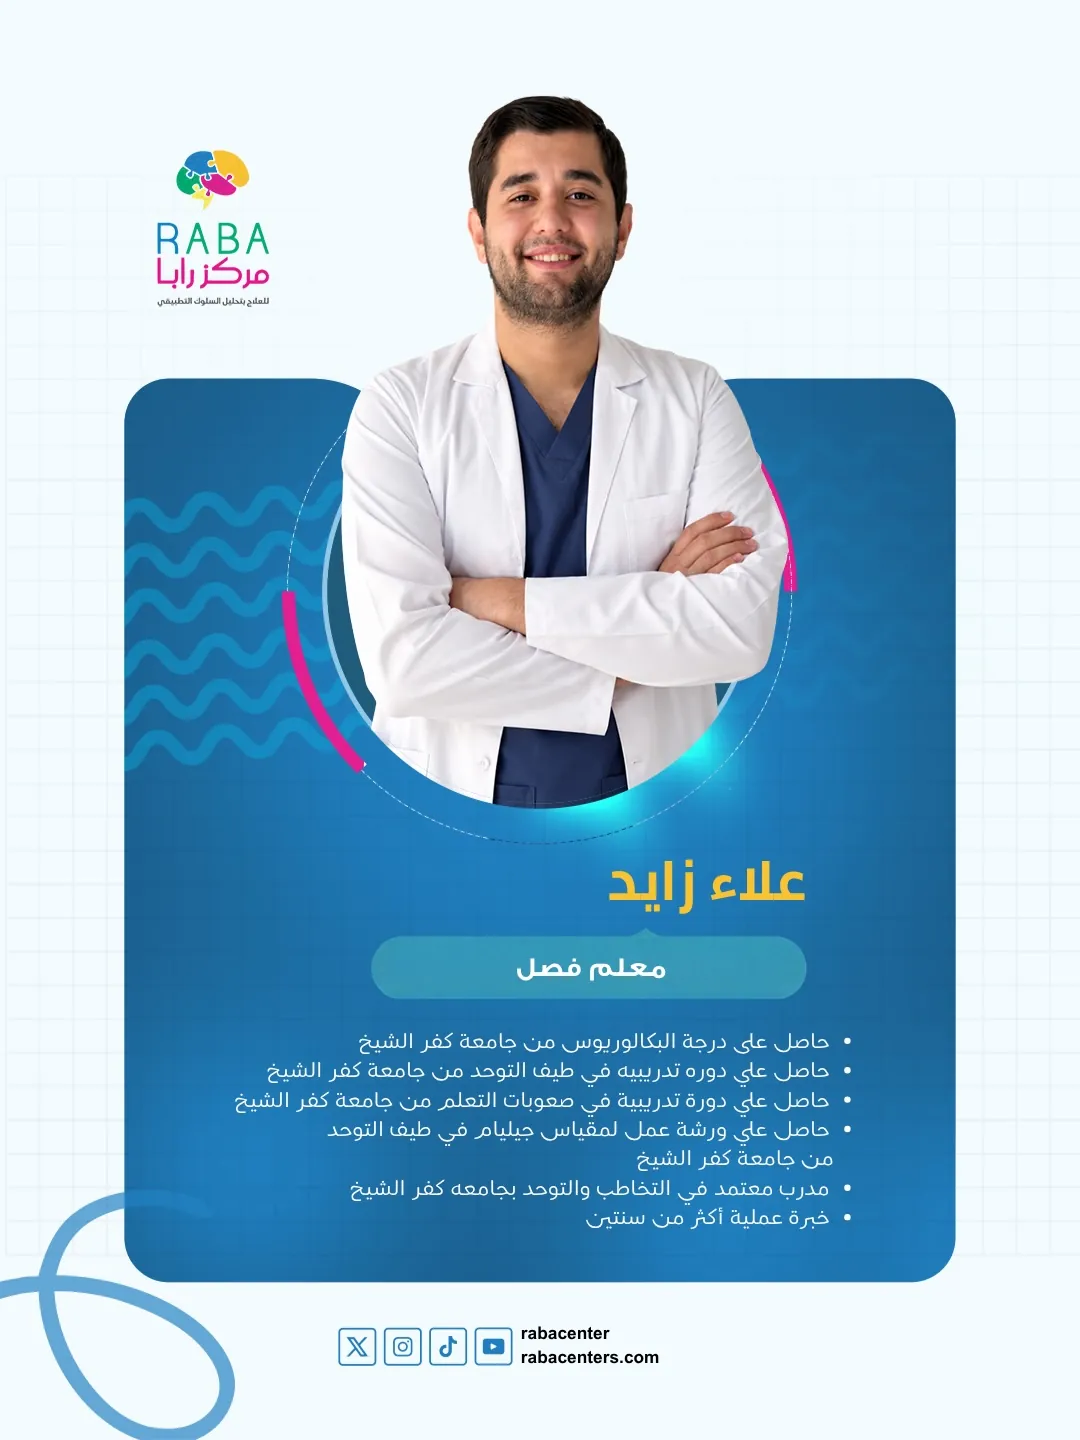 RABA
مركز رابا
للعلاج بتحليل السلوك التطبيقي
علاء زايد
معلم فصل
• حاصل على درجة البكالوريوس من جامعة كفر الشيخ
• حاصل علي دوره تدريبيه في طيف التوحد من جامعة كفر الشيخ
• حاصل علي دورة تدريبية في صعوبات التعلم من جامعة كفر الشيخ
• حاصل علي ورشة عمل لمقياس جيليام في طيف التوحد
من جامعة كفر الشيخ
• مدرب معتمد في التخاطب والتوحد بجامعه كفر الشيخ
• خبرة عملية أكثر من سنتين
rabacenter
rabacenters.com